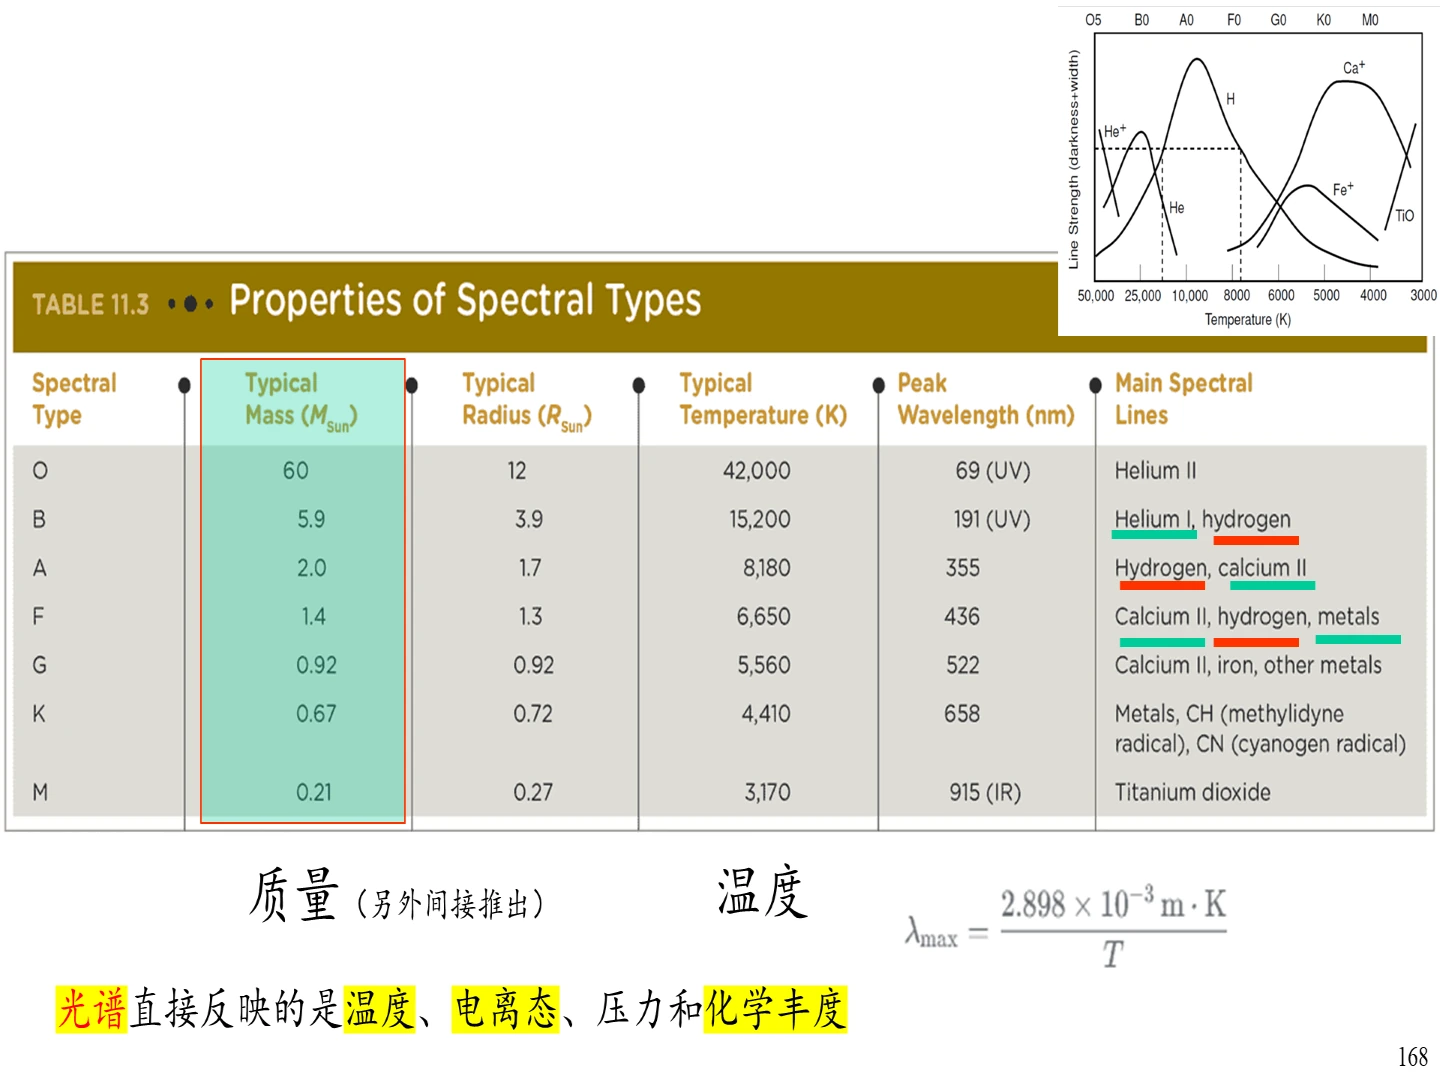 O5 B0 A0 F0 G0 K0 M0
Line Strength (darkness+width)
He⁺
He
H
Ca⁺
Fe⁺
TiO
50,000 25,000 10,000 8000 6000 5000 4000 3000
Temperature (K)
TABLE 11.3 Properties of Spectral Types
Spectral Type Typical Mass (M_Sun) Typical Radius (R_Sun) Typical Temperature (K) Peak Wavelength (nm) Main Spectral Lines
O 60 12 42,000 69 (UV) Helium II
B 5.9 3.9 15,200 191 (UV) Helium I, hydrogen
A 2.0 1.7 8,180 355 Hydrogen, calcium II
F 1.4 1.3 6,650 436 Calcium II, hydrogen, metals
G 0.92 0.92 5,560 522 Calcium II, iron, other metals
K 0.67 0.72 4,410 658 Metals, CH (methylidyne
radical), CN (cyanogen radical)
M 0.21 0.27 3,170 915 (IR) Titanium dioxide
质量（另外间接推出） 温度
λ_max = 2.898 × 10⁻³ m · K / T
光谱直接反映的是温度、电离态、压力和化学丰度
168